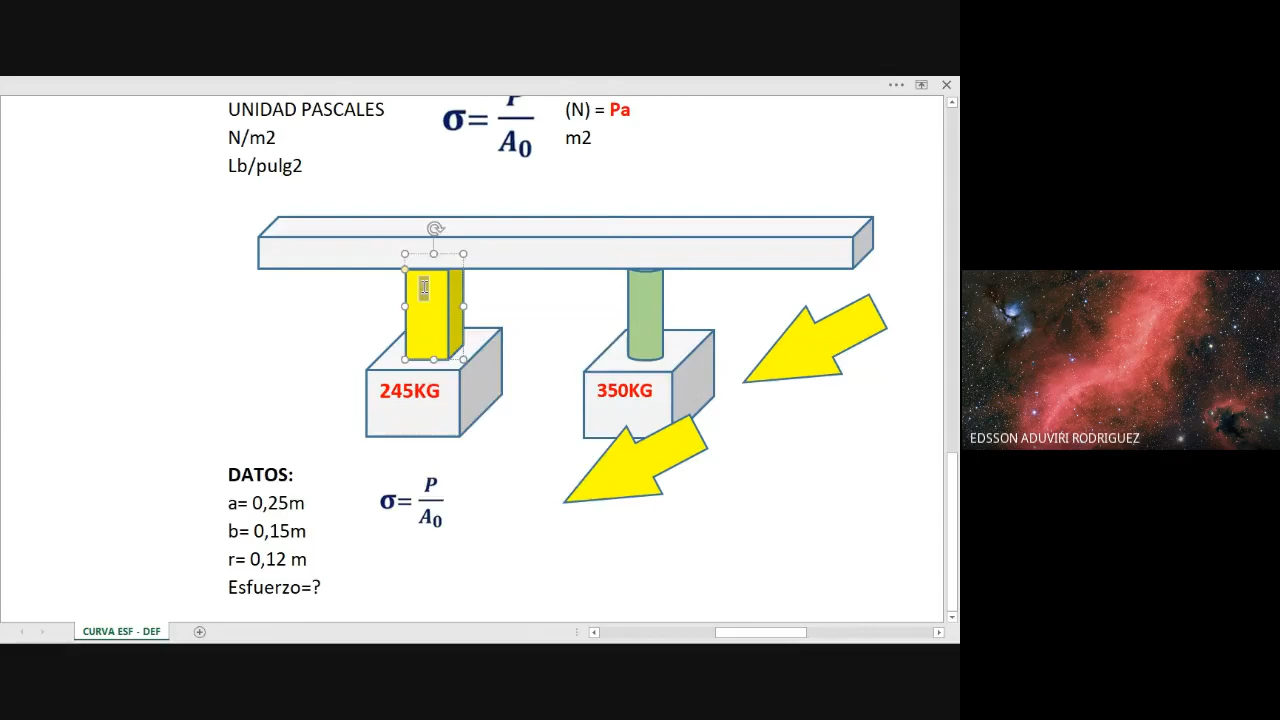 UNIDAD PASCALES
N/m2
Lb/pulg2
σ= P/A₀
(N) = Pa
m2
245KG
350KG
DATOS:
a= 0,25m
b= 0,15m
r= 0,12 m
Esfuerzo=?
σ= P/A₀
CURVA ESF - DEF
EDSSON ADUVIRI RODRIGUEZ